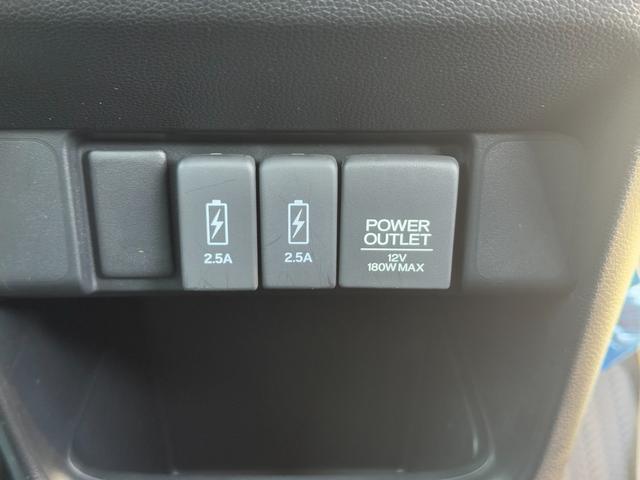 2.5A
2.5A
POWER
OUTLET
12V
180W MAX